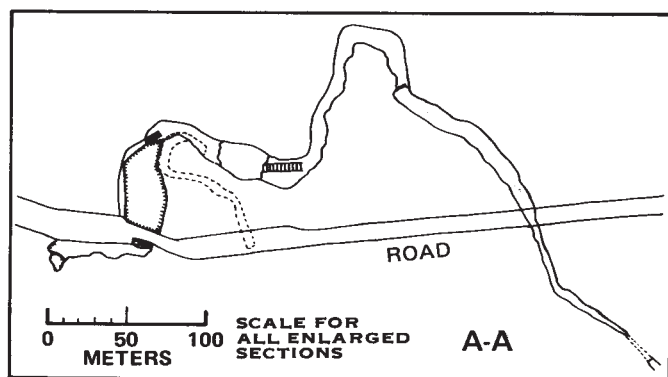 ROAD
0 50 100
METERS
SCALE FOR
ALL ENLARGED
SECTIONS
A-A